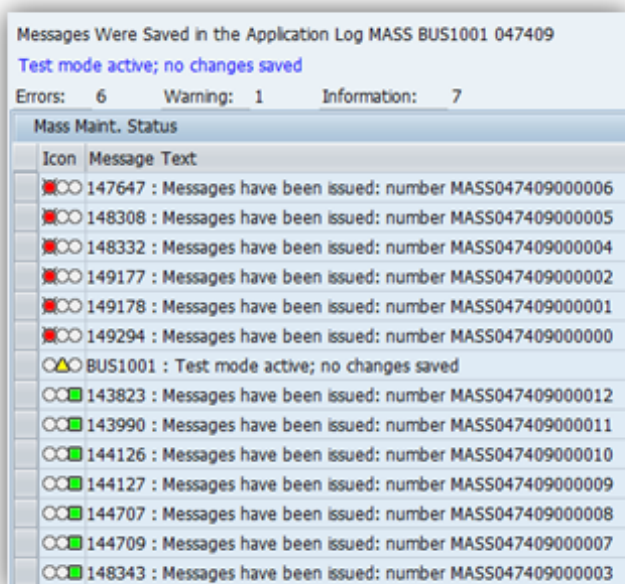 Messages Were Saved in the Application Log MASS BUS1001 047409
Test mode active; no changes saved
Errors: 6 Warning: 1 Information: 7
Mass Maint. Status
Icon Message Text
147647 : Messages have been issued: number MASS047409000006
148308 : Messages have been issued: number MASS047409000005
148332 : Messages have been issued: number MASS047409000004
149177 : Messages have been issued: number MASS047409000002
149178 : Messages have been issued: number MASS047409000001
149294 : Messages have been issued: number MASS047409000000
BUS1001 : Test mode active; no changes saved
143823 : Messages have been issued: number MASS047409000012
143990 : Messages have been issued: number MASS047409000011
144126 : Messages have been issued: number MASS047409000010
144127 : Messages have been issued: number MASS047409000009
144707 : Messages have been issued: number MASS047409000008
144709 : Messages have been issued: number MASS047409000007
148343 : Messages have been issued: number MASS047409000003